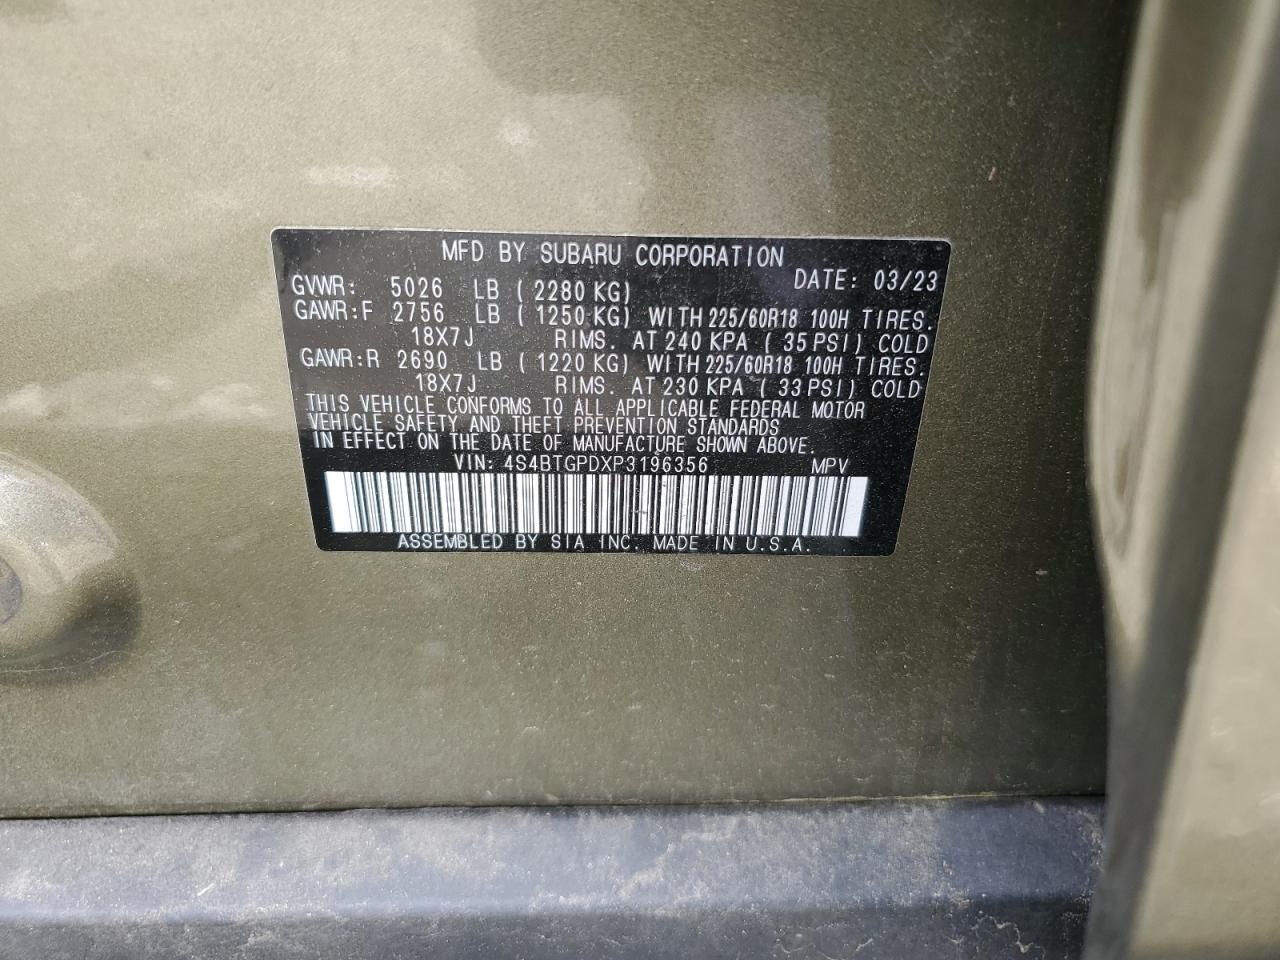 MFD BY SUBARU CORPORATION
DATE: 03/23
GVWR: 5026 LB ( 2280 KG)
GAWR:F 2756 LB ( 1250 KG) WITH 225/60R18 100H TIRES.
18X7J RIMS. AT 240 KPA ( 35 PSI) COLD
GAWR:R 2690 LB ( 1220 KG) WITH 225/60R18 100H TIRES.
18X7J RIMS. AT 230 KPA ( 33 PSI) COLD
THIS VEHICLE CONFORMS TO ALL APPLICABLE FEDERAL MOTOR
VEHICLE SAFETY AND THEFT PREVENTION STANDARDS
IN EFFECT ON THE DATE OF MANUFACTURE SHOWN ABOVE.
VIN: 4S4BTGPDXP3196356 MPV
ASSEMBLED BY SIA INC. MADE IN U.S.A.